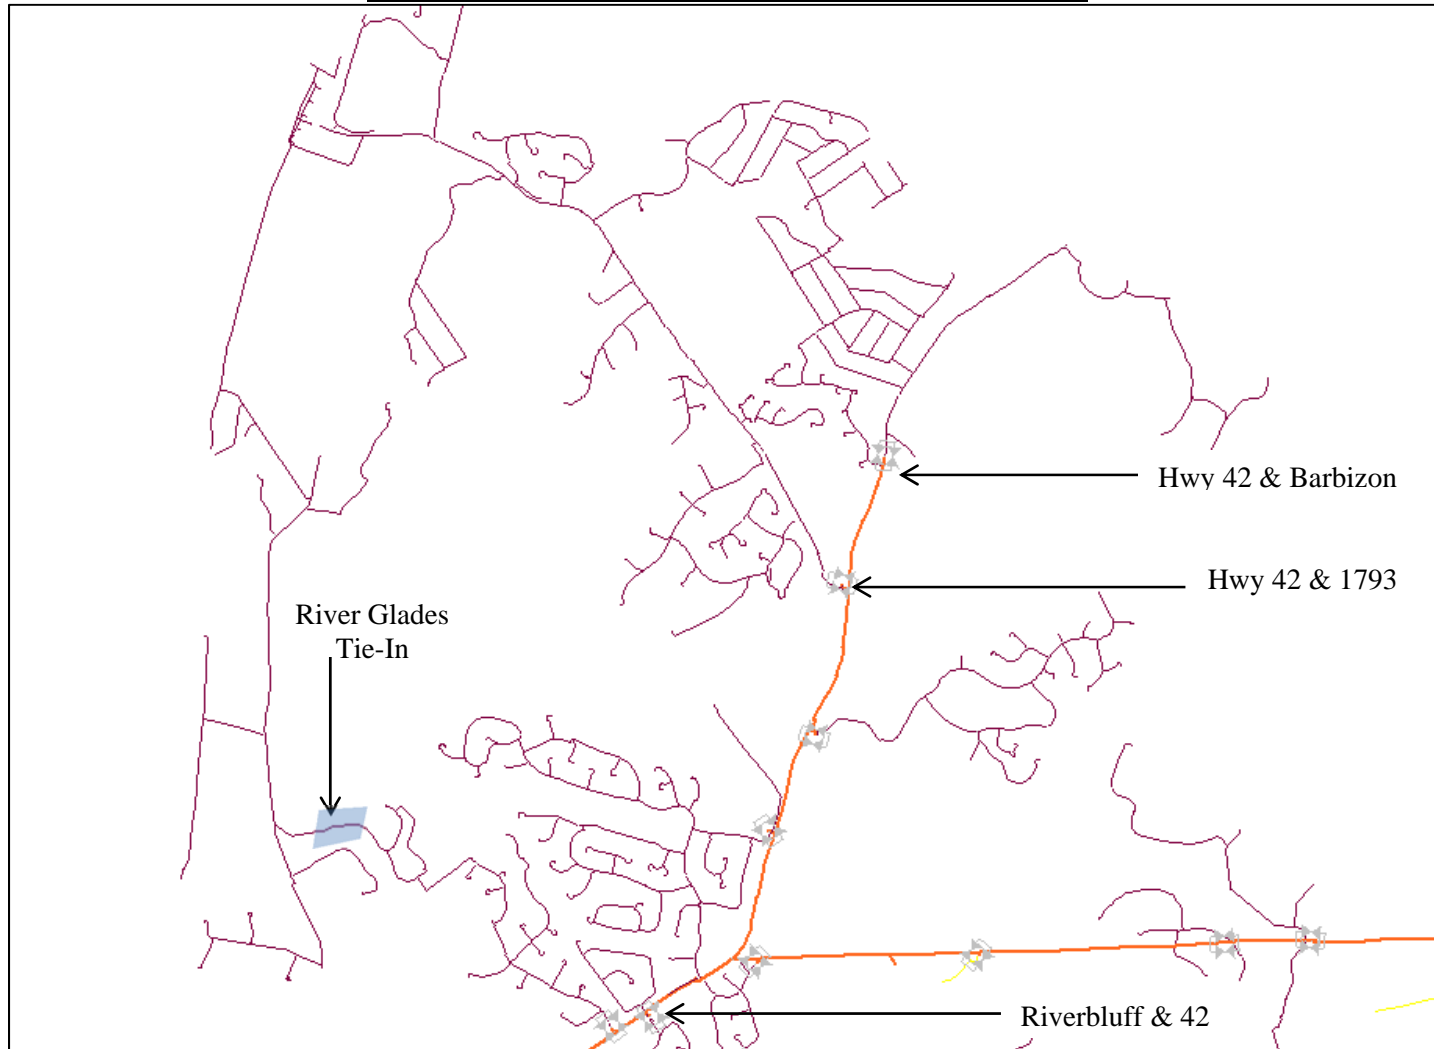 Hwy 42 & Barbizon
Hwy 42 & 1793
River Glades
Tie-In
Riverbluff & 42